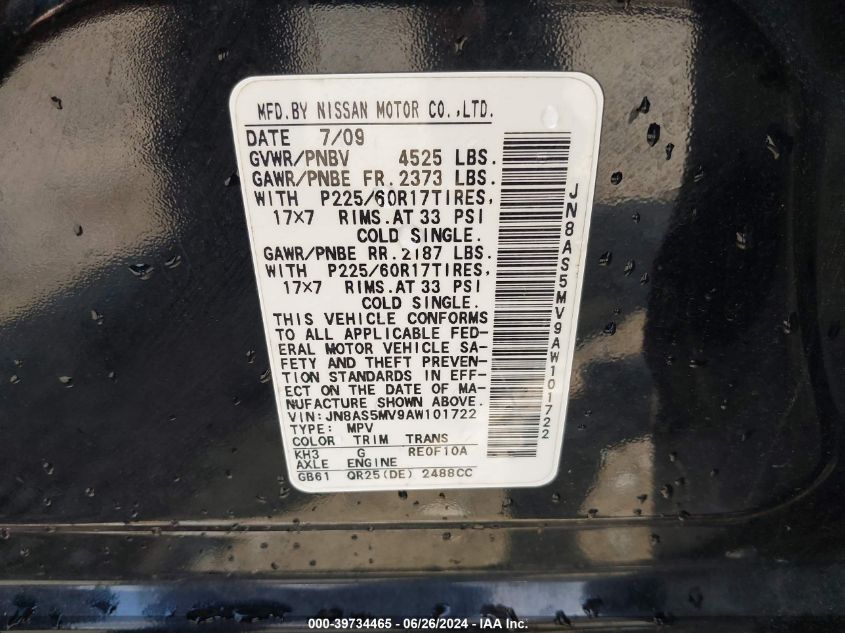 MFD.BY NISSAN MOTOR CO.,LTD.
DATE 7/09
GVWR/PNBV 4525 LBS.
GAWR/PNBE FR.2373 LBS.
WITH P225/60R17TIRES,
17×7 RIMS.AT 33 PSI
COLD SINGLE.
GAWR/PNBE RR.2187 LBS.
WITH P225/60R17TIRES,
17×7 RIMS.AT 33 PSI
COLD SINGLE.
THIS VEHICLE CONFORMS
TO ALL APPLICABLE FED-
ERAL MOTOR VEHICLE SA-
FETY AND THEFT PREVEN-
TION STANDARDS IN EFF-
ECT ON THE DATE OF MA-
NUFACTURE SHOWN ABOVE.
VIN:JN8AS5MV9AW101722
TYPE: MPV
COLOR TRIM TRANS
KH3 G RE0F10A
AXLE ENGINE
GB61 QR25(DE) 2488CC
JN8AS5MV9AW101722
000-39734465 - 06/26/2024 - IAA Inc.